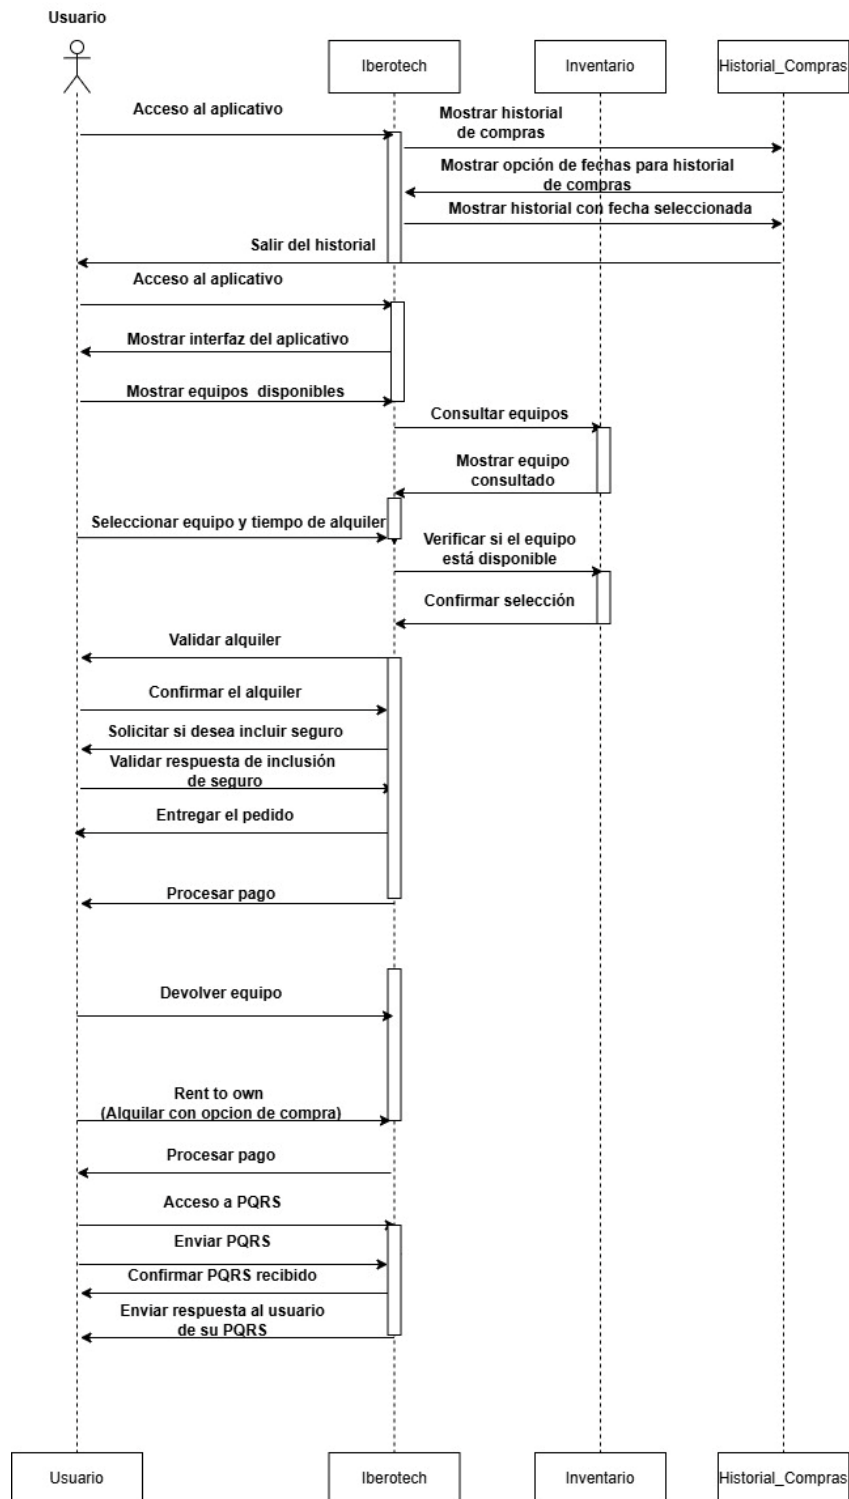 Usuario
Iberotech
Inventario
Historial_Compras
Acceso al aplicativo
Mostrar historial
de compras
Mostrar opción de fechas para historial
de compras
Mostrar historial con fecha seleccionada
Salir del historial
Acceso al aplicativo
Mostrar interfaz del aplicativo
Mostrar equipos disponibles
Consultar equipos
Mostrar equipo
consultado
Seleccionar equipo y tiempo de alquiler
Verificar si el equipo
está disponible
Confirmar selección
Validar alquiler
Confirmar el alquiler
Solicitar si desea incluir seguro
Validar respuesta de inclusión
de seguro
Entregar el pedido
Procesar pago
Devolver equipo
Rent to own
(Alquilar con opcion de compra)
Procesar pago
Acceso a PQRS
Enviar PQRS
Confirmar PQRS recibido
Enviar respuesta al usuario
de su PQRS
Usuario
Iberotech
Inventario
Historial_Compras